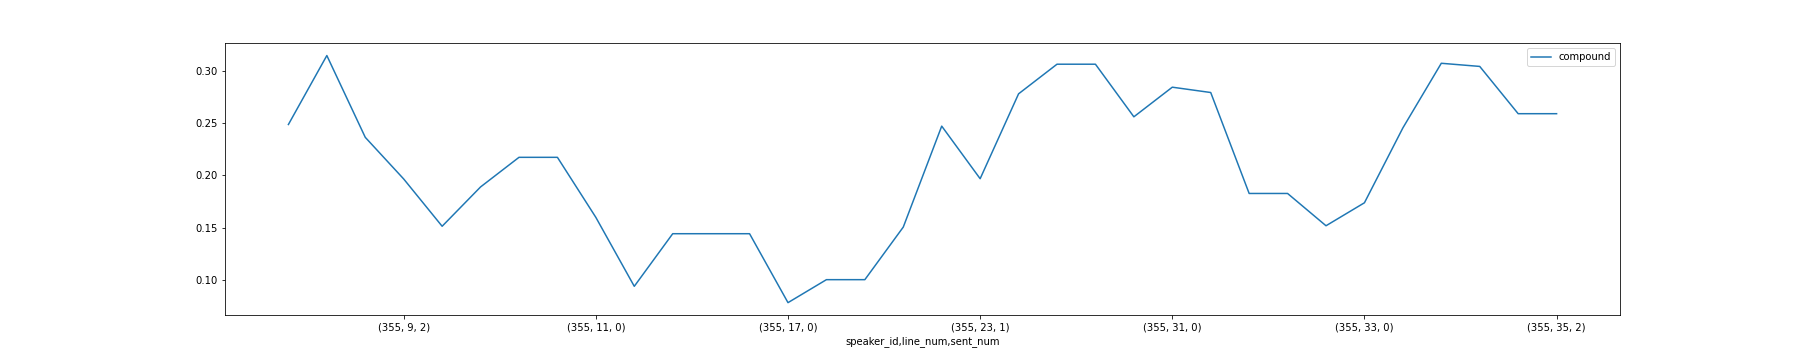 compound
0.30
0.25
0.20
0.15
0.10
(355, 9, 2) (355, 11, 0) (355, 17, 0) (355, 23, 1) (355, 31, 0) (355, 33, 0) (355, 35, 2)
speaker_id,line_num,sent_num